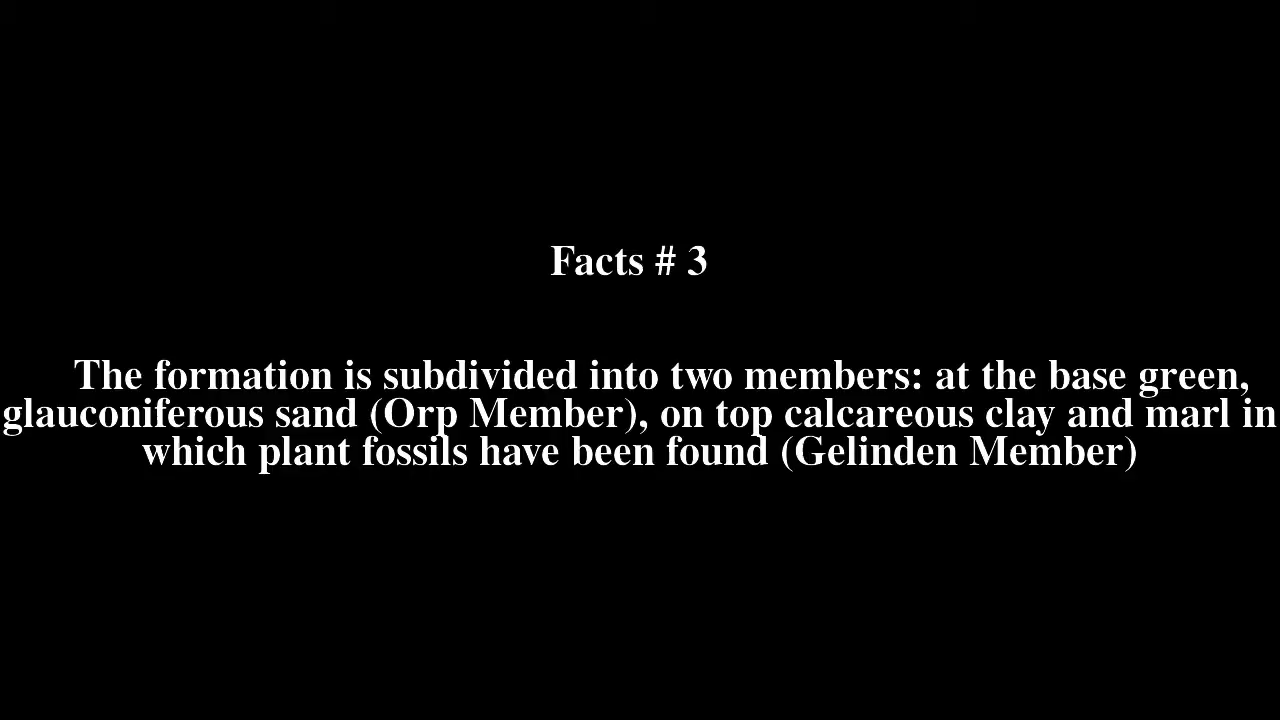 Facts # 3
The formation is subdivided into two members: at the base green,
glauconiferous sand (Orp Member), on top calcareous clay and marl in
which plant fossils have been found (Gelinden Member)